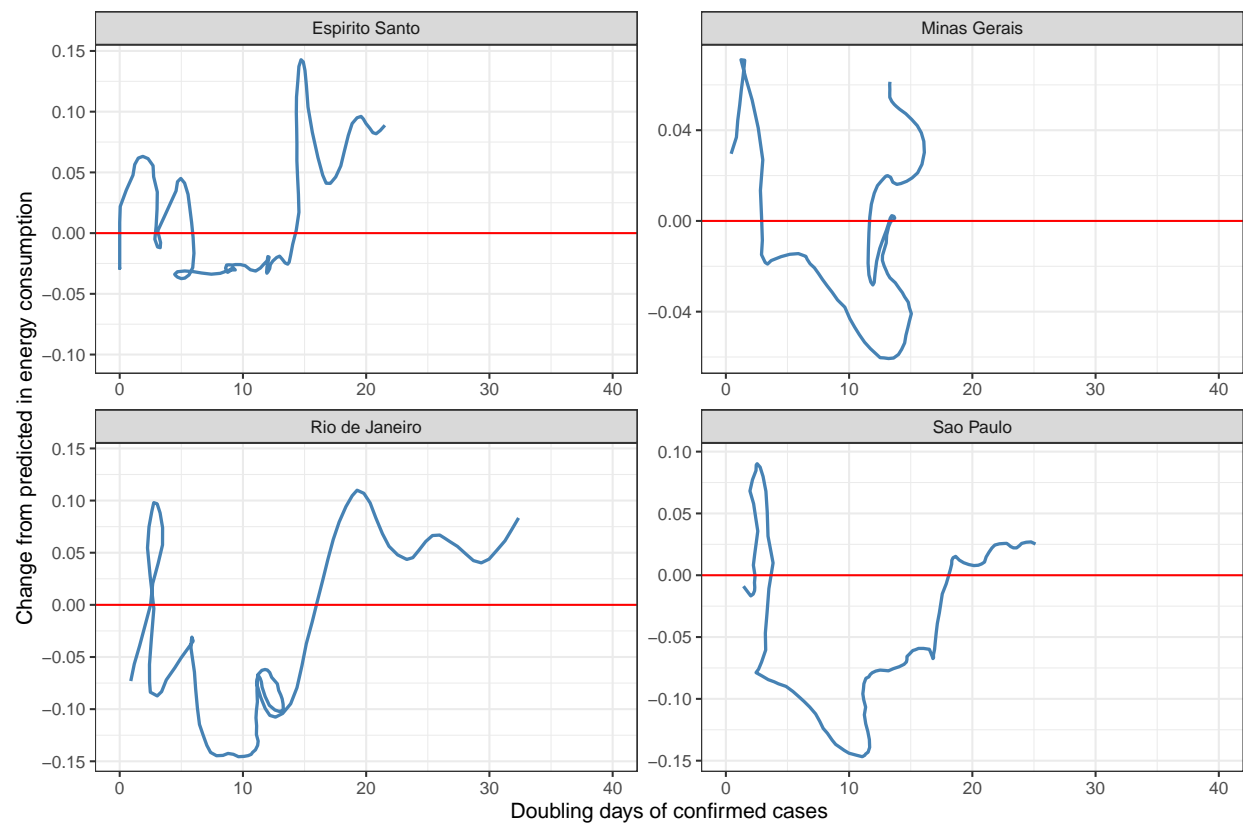 Espirito Santo
Minas Gerais
0.15
0.10
0.05
0.00
−0.05
−0.10
0.04
0.00
−0.04
0 10 20 30 40
0 10 20 30 40
Rio de Janeiro
Sao Paulo
0.15
0.10
0.05
0.00
−0.05
−0.10
−0.15
0.10
0.05
0.00
−0.05
−0.10
−0.15
0 10 20 30 40
0 10 20 30 40
Change from predicted in energy consumption
Doubling days of confirmed cases